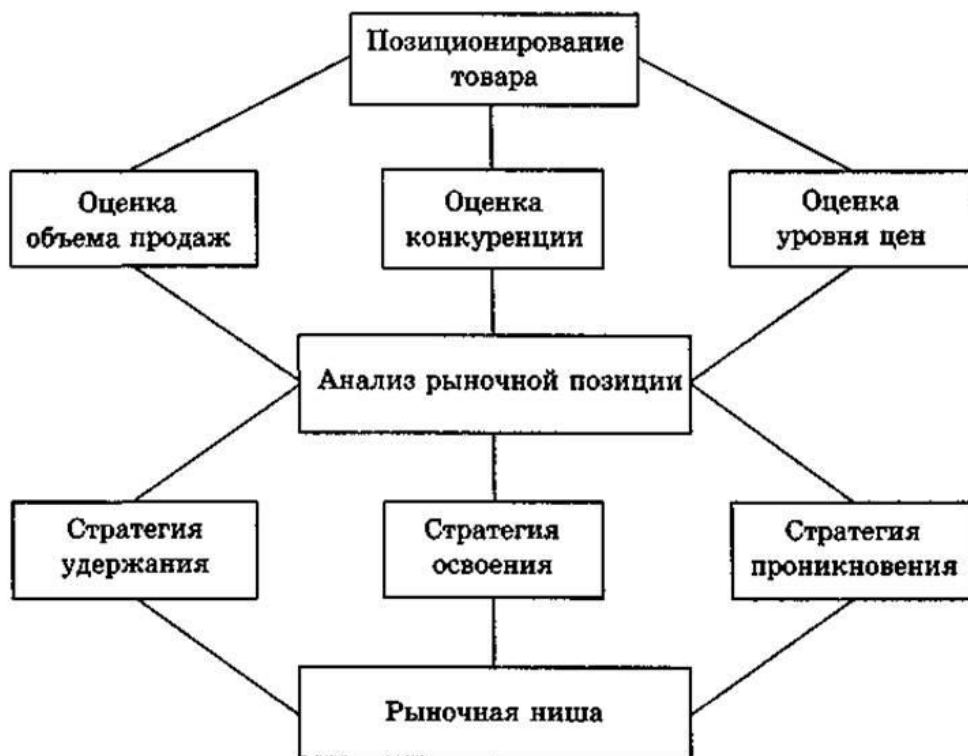 Позиционирование
товара
Оценка
объема продаж
Оценка
конкуренции
Оценка
уровня цен
Анализ рыночной позиции
Стратегия
удержания
Стратегия
освоения
Стратегия
проникновения
Рыночная ниша